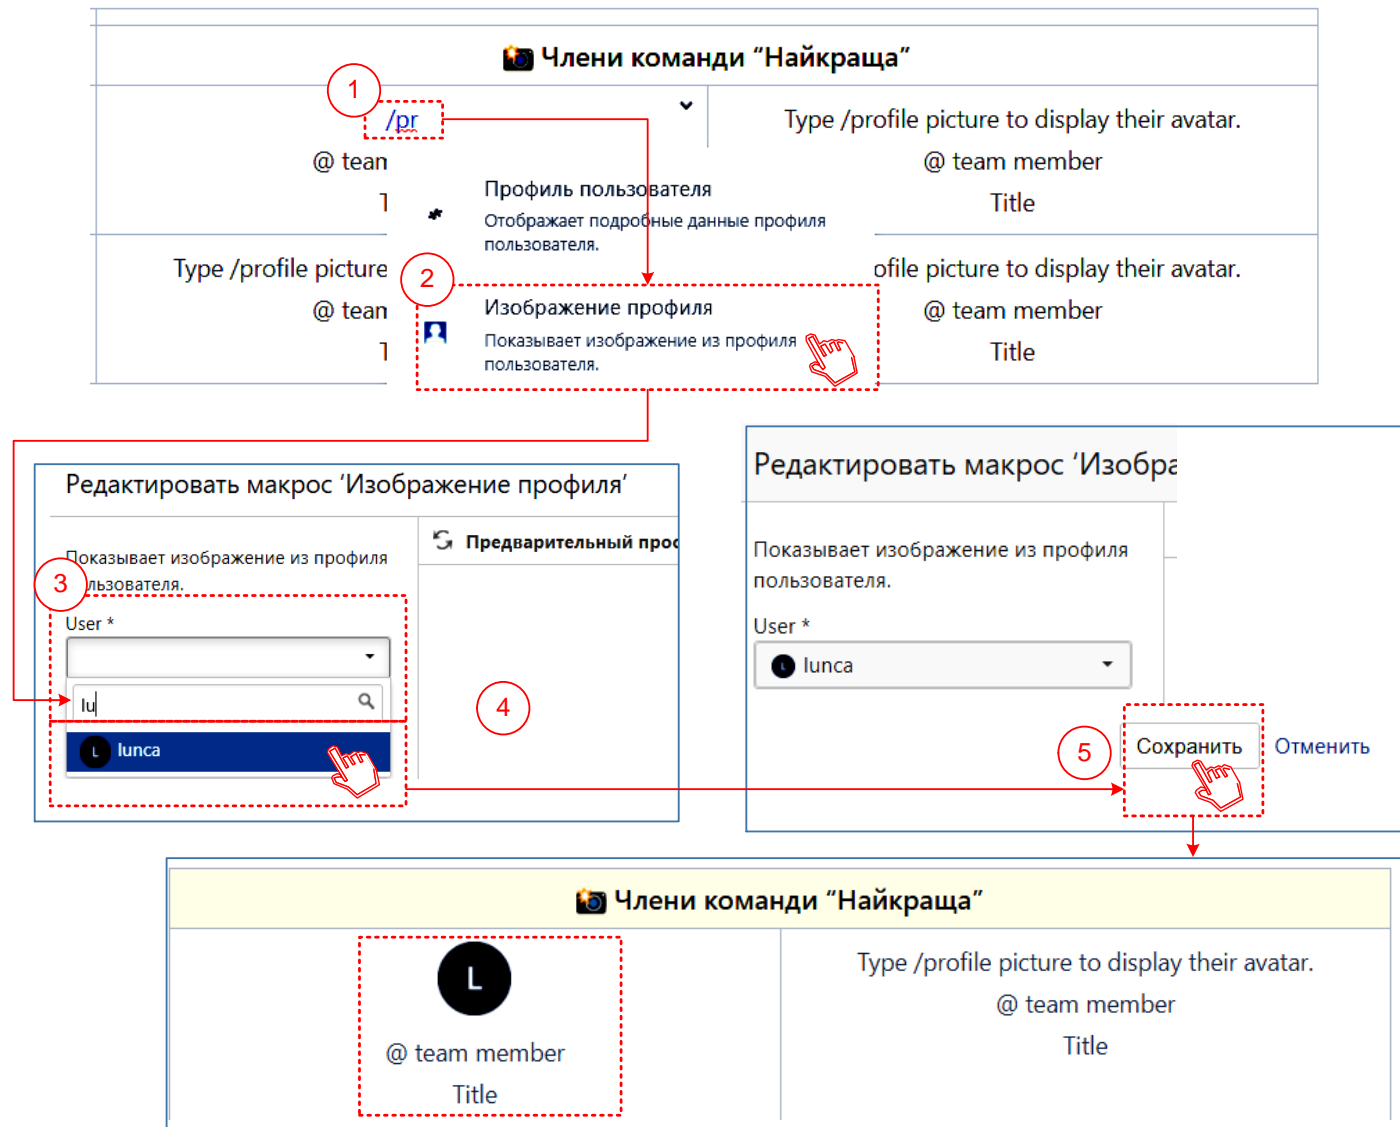 Члени команди “Найкраща”
1
/pr
Type /profile picture to display their avatar.
@ team
@ team member
Title
Профиль пользователя
Отображает подробные данные профиля
пользователя.
Type /profile picture
ofile picture to display their avatar.
2
@ team
@ team member
Title
Изображение профиля
Показывает изображение из профиля
пользователя.
Редактировать макрос ‘Изображение профиля’
Показывает изображение из профиля
льзователя.
3
User *
lu
L lunca
Предварительный прос
4
Редактировать макрос ‘Изобра
Показывает изображение из профиля
пользователя.
User *
L lunca
5
Сохранить
Отменить
Члени команди “Найкраща”
L
@ team member
Title
Type /profile picture to display their avatar.
@ team member
Title